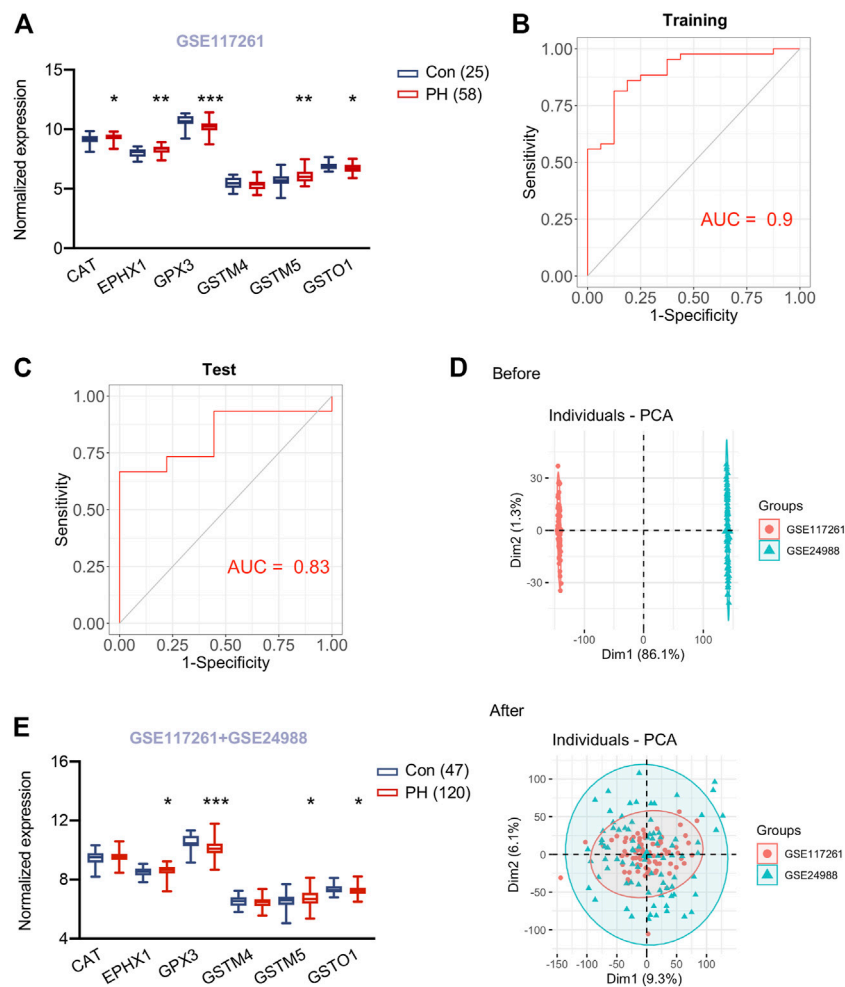 A
GSE117261
Con (25)
PH (58)
Normalized expression
15
10
5
0
* ** *** ** *
CAT EPHX1 GPX3 GSTM4 GSTM5 GSTO1
B
Training
Sensitivity
1.00
0.75
0.50
0.25
0.00
AUC = 0.9
0.00 0.25 0.50 0.75 1.00
1-Specificity
C
Test
Sensitivity
1.00
0.75
0.50
0.25
0.00
AUC = 0.83
0.00 0.25 0.50 0.75 1.00
1-Specificity
D
Before
Individuals - PCA
Dim2 (1.3%)
30
0
-30
-100 0 100
Dim1 (86.1%)
Groups
GSE117261
GSE24988
After
Individuals - PCA
Dim2 (6.1%)
100
50
0
-50
-100
-150 -100 -50 0 50 100
Dim1 (9.3%)
Groups
GSE117261
GSE24988
E
GSE117261+GSE24988
Con (47)
PH (120)
Normalized expression
16
12
8
4
* *** * *
CAT EPHX1 GPX3 GSTM4 GSTM5 GSTO1